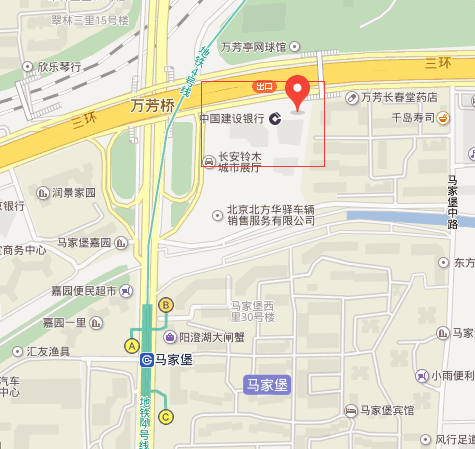 翠林三里15号楼
万芳亭网球馆
欣乐琴行
地铁4号线
出口
三环
万芳桥
万芳长春堂药店
三环
中国建设银行
千岛寿司
长安铃木
城市展厅
润景家园
北京北方华驿车辆
销售服务有限公司
马家堡中路
京银行
马家堡嘉园
定商务中心
东方
嘉园便民超市
B
马家堡西
里30号楼
嘉园一里
阳澄湖大闸蟹
马家堡
A
汇友渔具
马家堡
小雨便利
汽车
中心
马家堡
C
马家堡宾馆
地铁4号线
风行足道